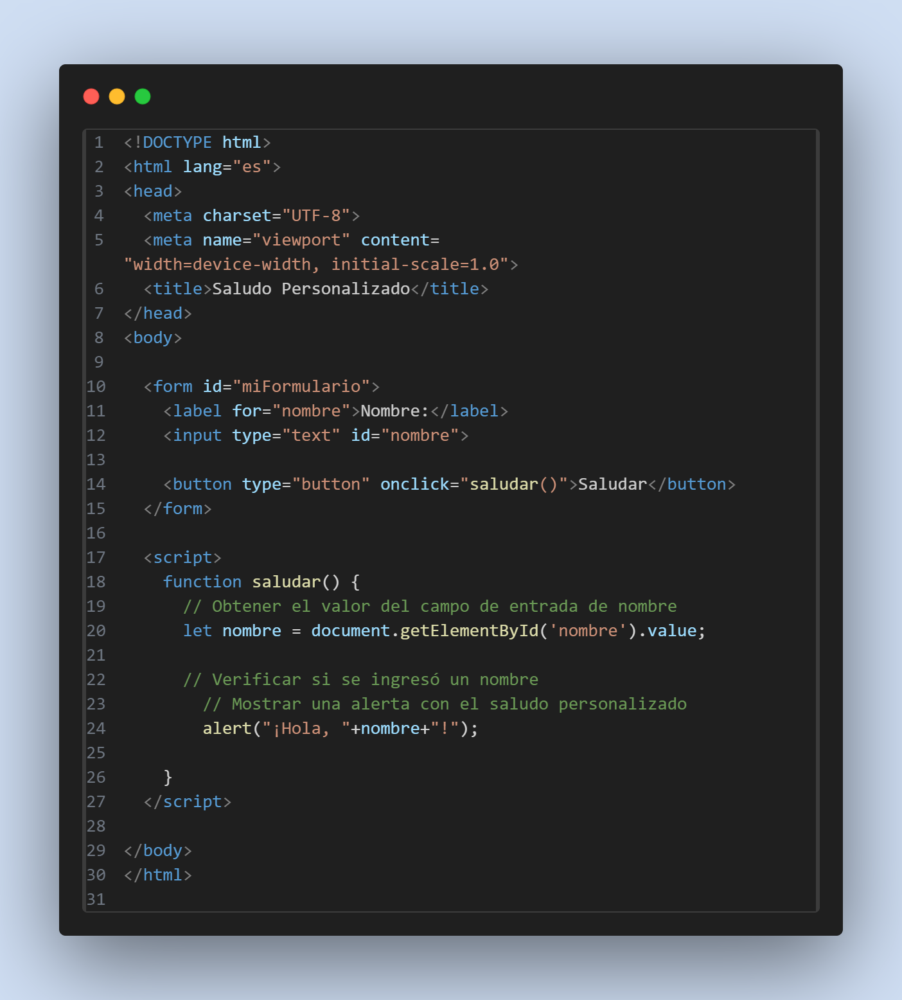 1 <!DOCTYPE html>
2 <html lang="es">
3 <head>
4   <meta charset="UTF-8">
5   <meta name="viewport" content=
"width=device-width, initial-scale=1.0">
6   <title>Saludo Personalizado</title>
7 </head>
8 <body>
9
10   <form id="miFormulario">
11     <label for="nombre">Nombre:</label>
12     <input type="text" id="nombre">
13
14     <button type="button" onclick="saludar()">Saludar</button>
15   </form>
16
17   <script>
18     function saludar() {
19       // Obtener el valor del campo de entrada de nombre
20       let nombre = document.getElementById('nombre').value;
21
22       // Verificar si se ingresó un nombre
23         // Mostrar una alerta con el saludo personalizado
24         alert("¡Hola, "+nombre+"!");
25
26     }
27   </script>
28
29 </body>
30 </html>
31